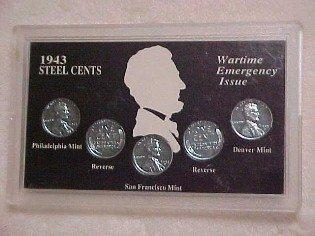 1943
STEEL CENTS
Wartime
Emergency
Issue
Philadelphia Mint
Denver Mint
Reverse
Reverse
San Francisco Mint